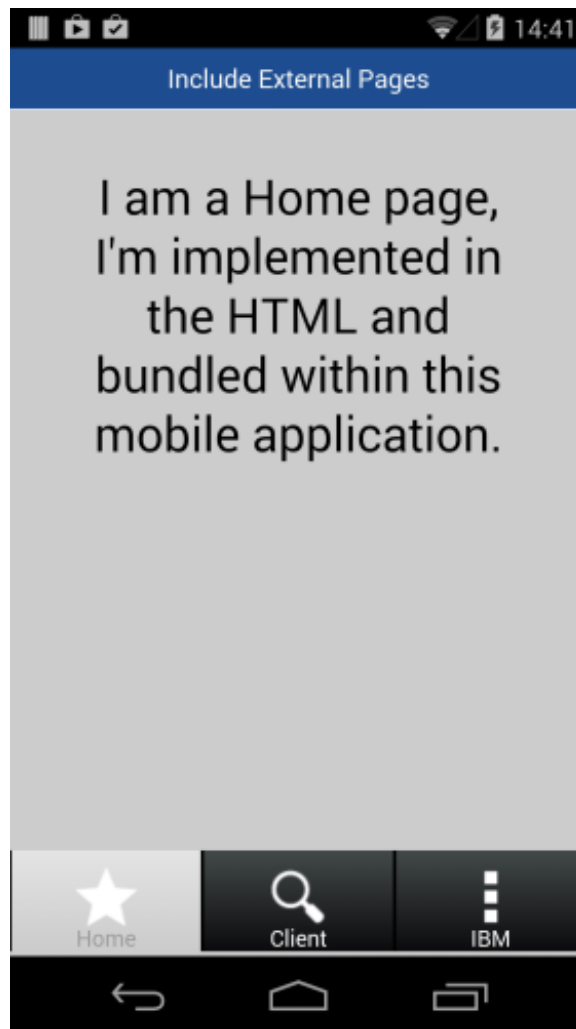 14:41
Include External Pages
I am a Home page,
I'm implemented in
the HTML and
bundled within this
mobile application.
Home
Client
IBM